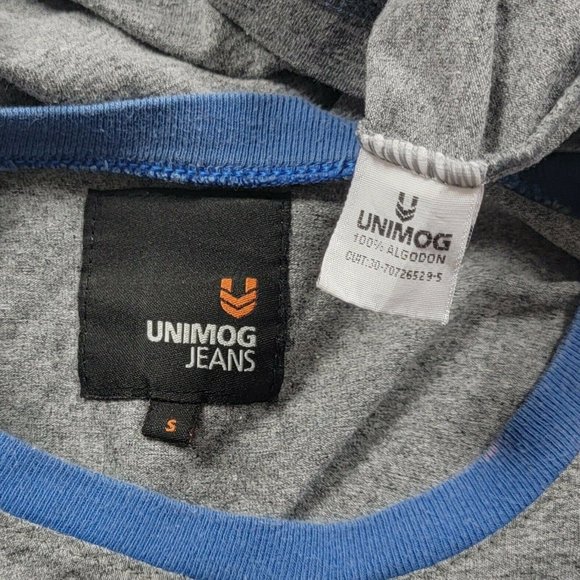 UNIMOG
JEANS
S
UNIMOG
100% ALGODON
CUIT:30-70726529-5